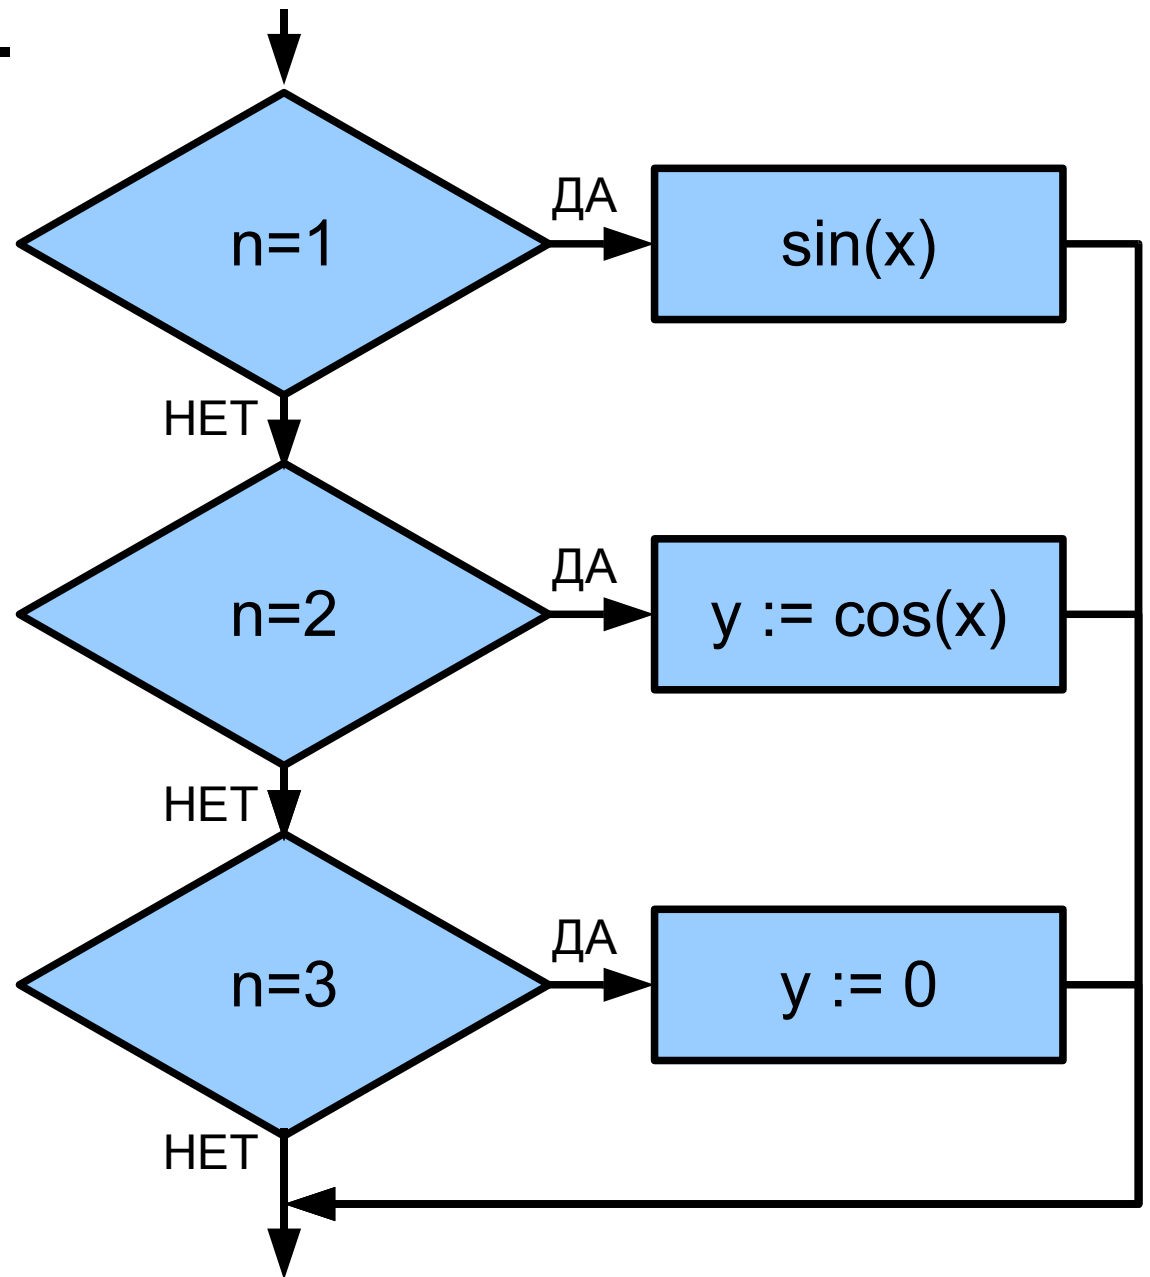 ДА
n=1
sin(x)
НЕТ
ДА
n=2
y := cos(x)
НЕТ
ДА
n=3
y := 0
НЕТ